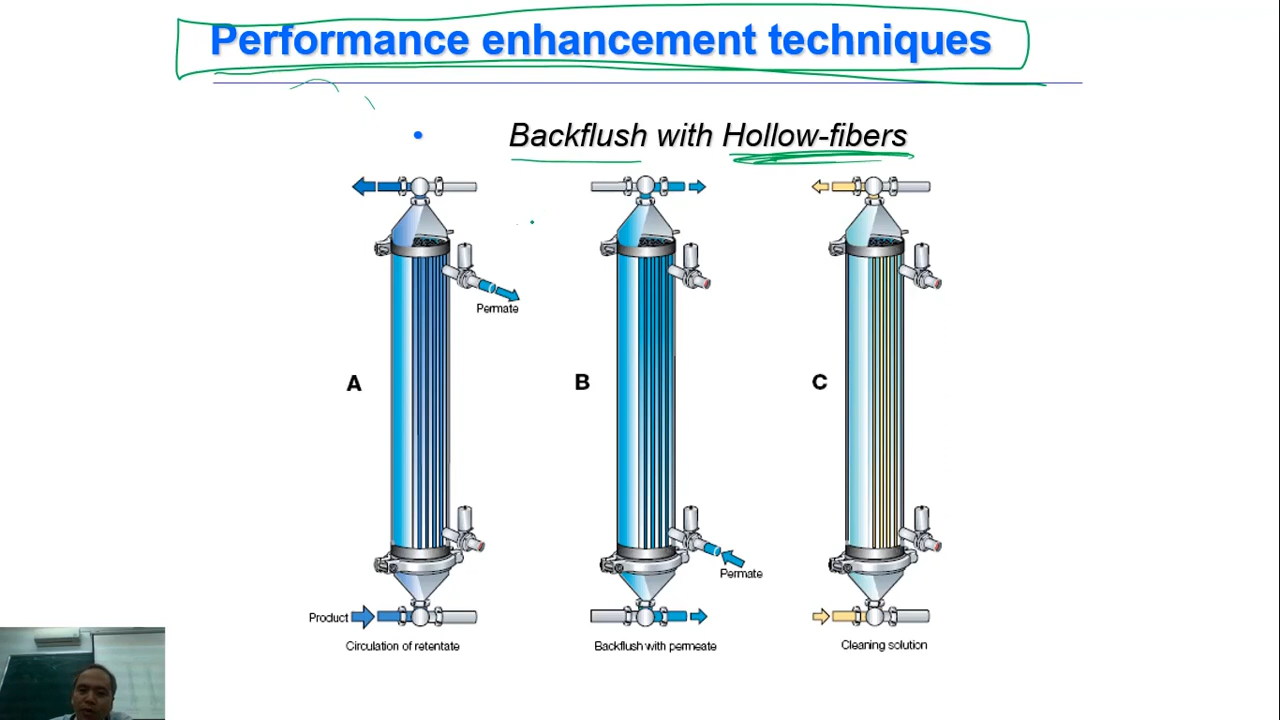 Performance enhancement techniques
• Backflush with Hollow-fibers
Permate
A
B
C
Permate
Product
Circulation of retentate
Backflush with permeate
Cleaning solution